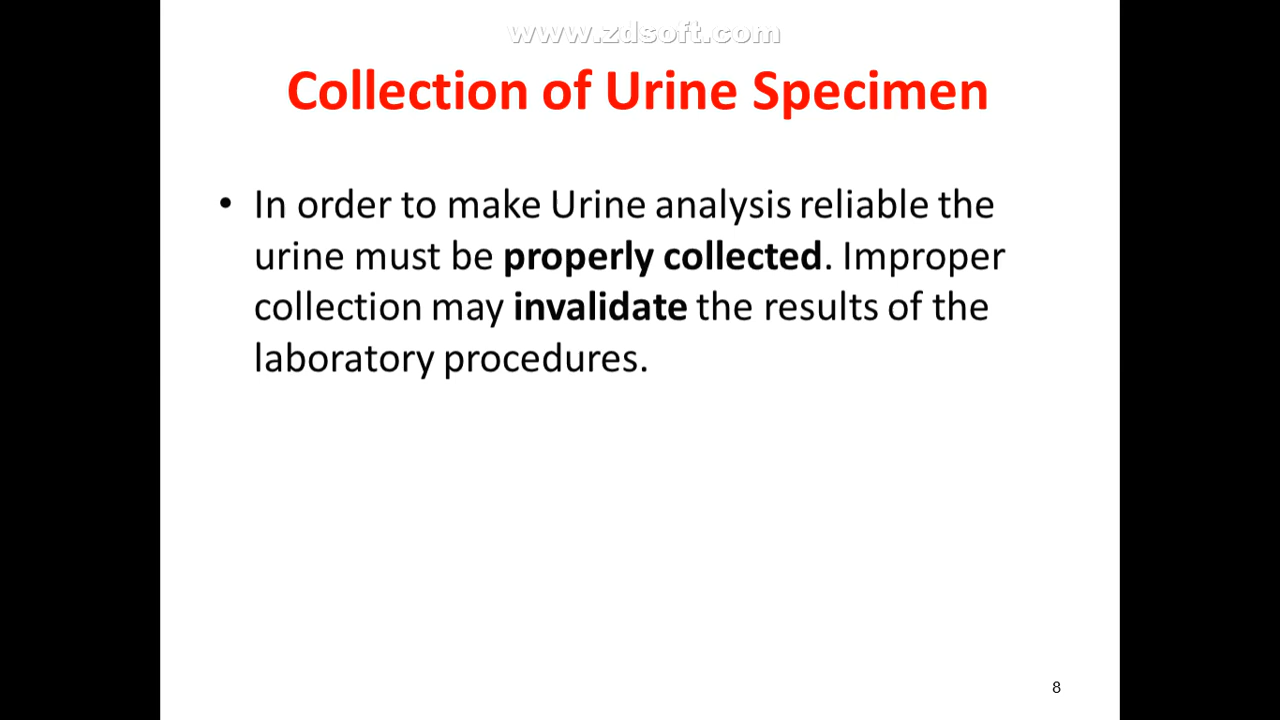 www.zdsoft.com
Collection of Urine Specimen
• In order to make Urine analysis reliable the
urine must be properly collected. Improper
collection may invalidate the results of the
laboratory procedures.
8